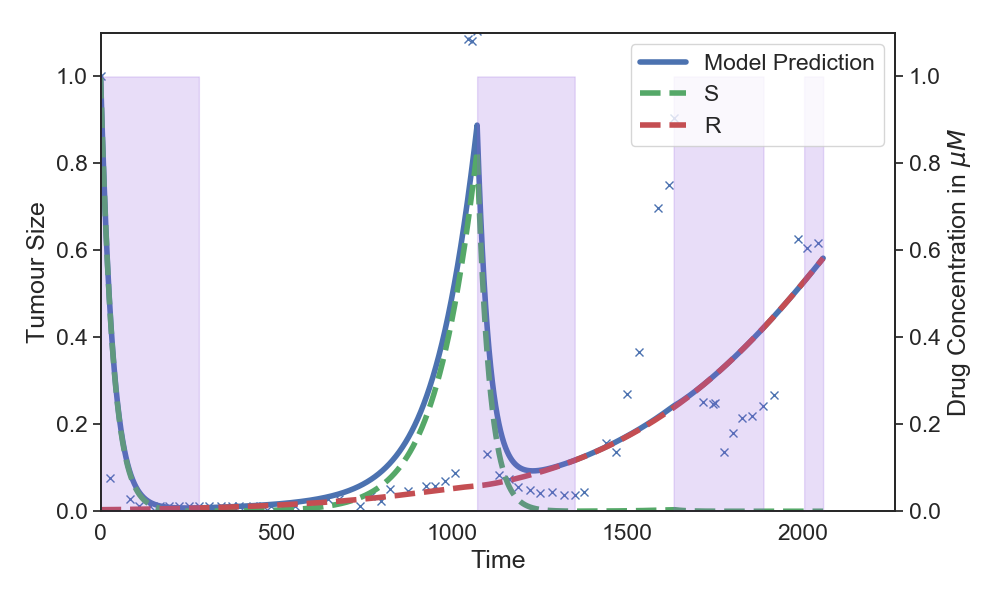 Model Prediction
S
R
1.0
0.8
0.6
0.4
0.2
0.0
Tumour Size
1.0
0.8
0.6
0.4
0.2
0.0
Drug Concentration in μM
0
500
1000
1500
2000
Time